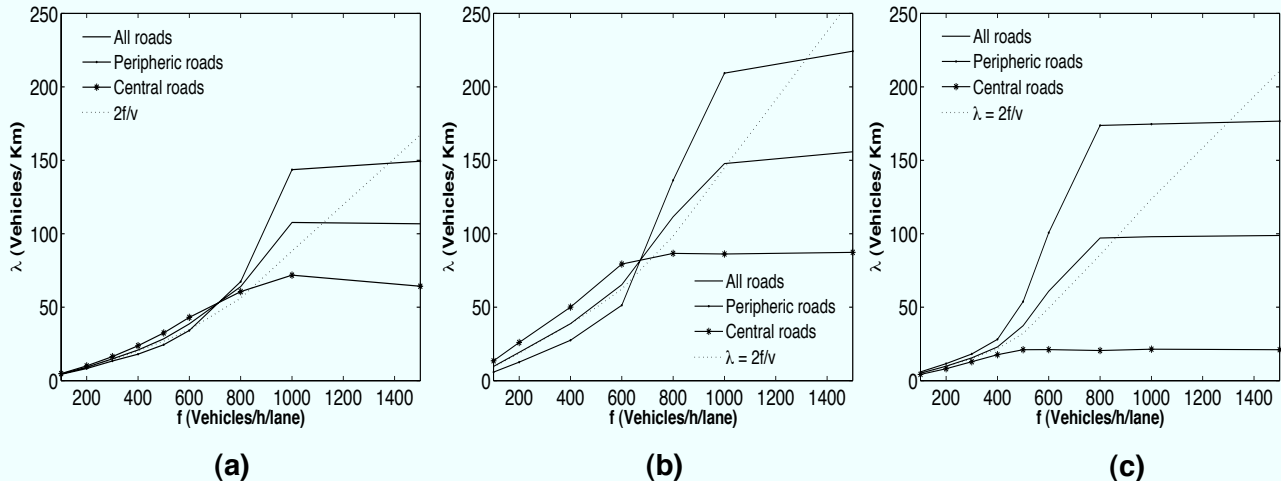 250
200
150
100
50
0
λ (Vehicles/ Km)
All roads
Peripheric roads
Central roads
2f/v
200 400 600 800 1000 1200 1400
f (Vehicles/h/lane)
(a)
250
200
150
100
50
0
λ (Vehicles/ Km)
All roads
Peripheric roads
Central roads
λ = 2f/v
200 400 600 800 1000 1200 1400
f (Vehicles/h/lane)
(b)
250
200
150
100
50
0
λ (Vehicles/ Km)
All roads
Peripheric roads
Central roads
λ = 2f/v
200 400 600 800 1000 1200 1400
f (Vehicles/h/lane)
(c)